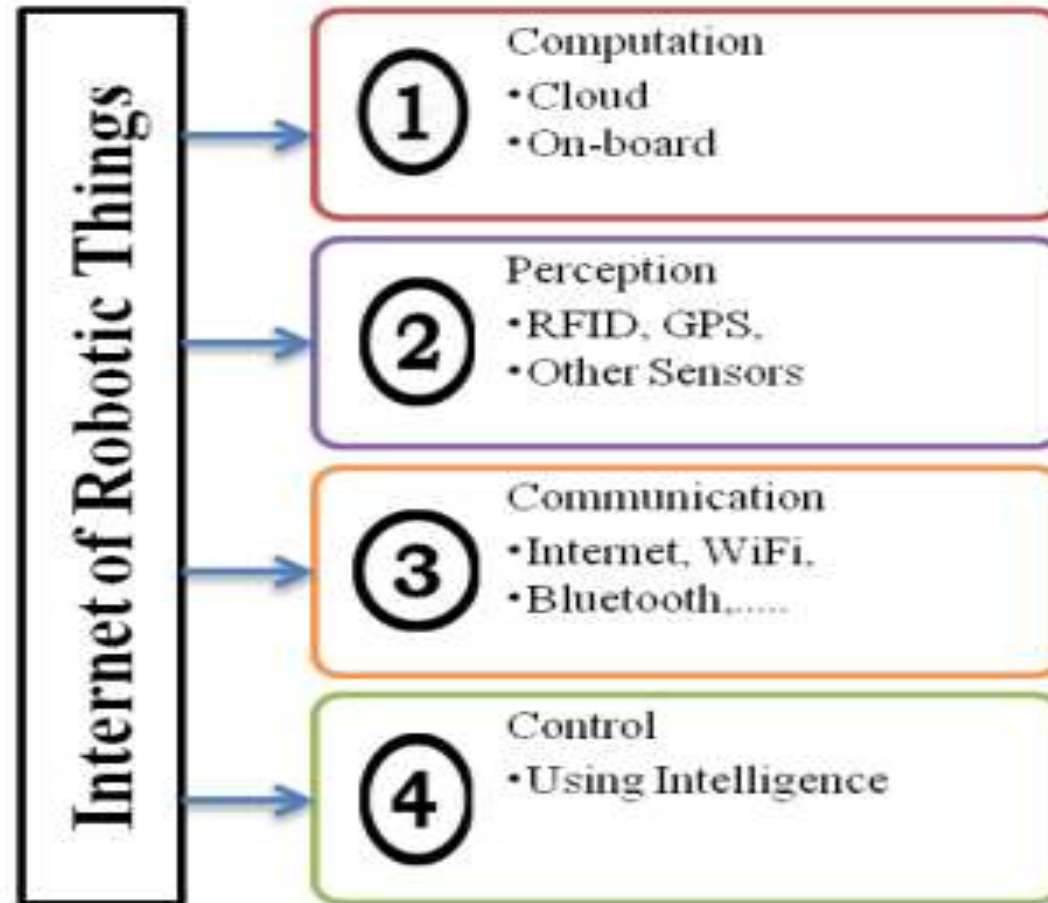 Internet of Robotic Things
1
Computation
•Cloud
•On-board
2
Perception
•RFID, GPS,
•Other Sensors
3
Communication
•Internet, WiFi,
•Bluetooth,.....
4
Control
•Using Intelligence